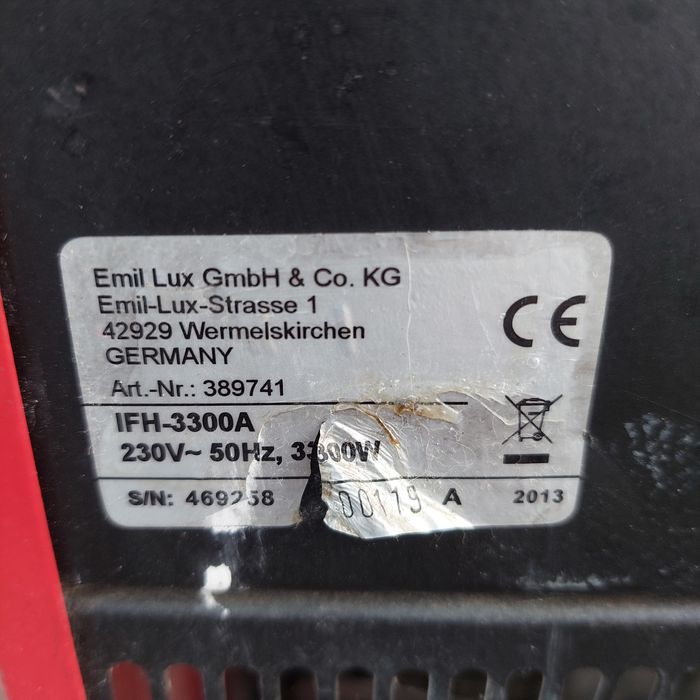 Emil Lux GmbH & Co. KG
Emil-Lux-Strasse 1
42929 Wermelskirchen
GERMANY
CE
Art.-Nr.: 389741
IFH-3300A
230V~ 50Hz, 3300W
S/N: 469258 00119 A 2013